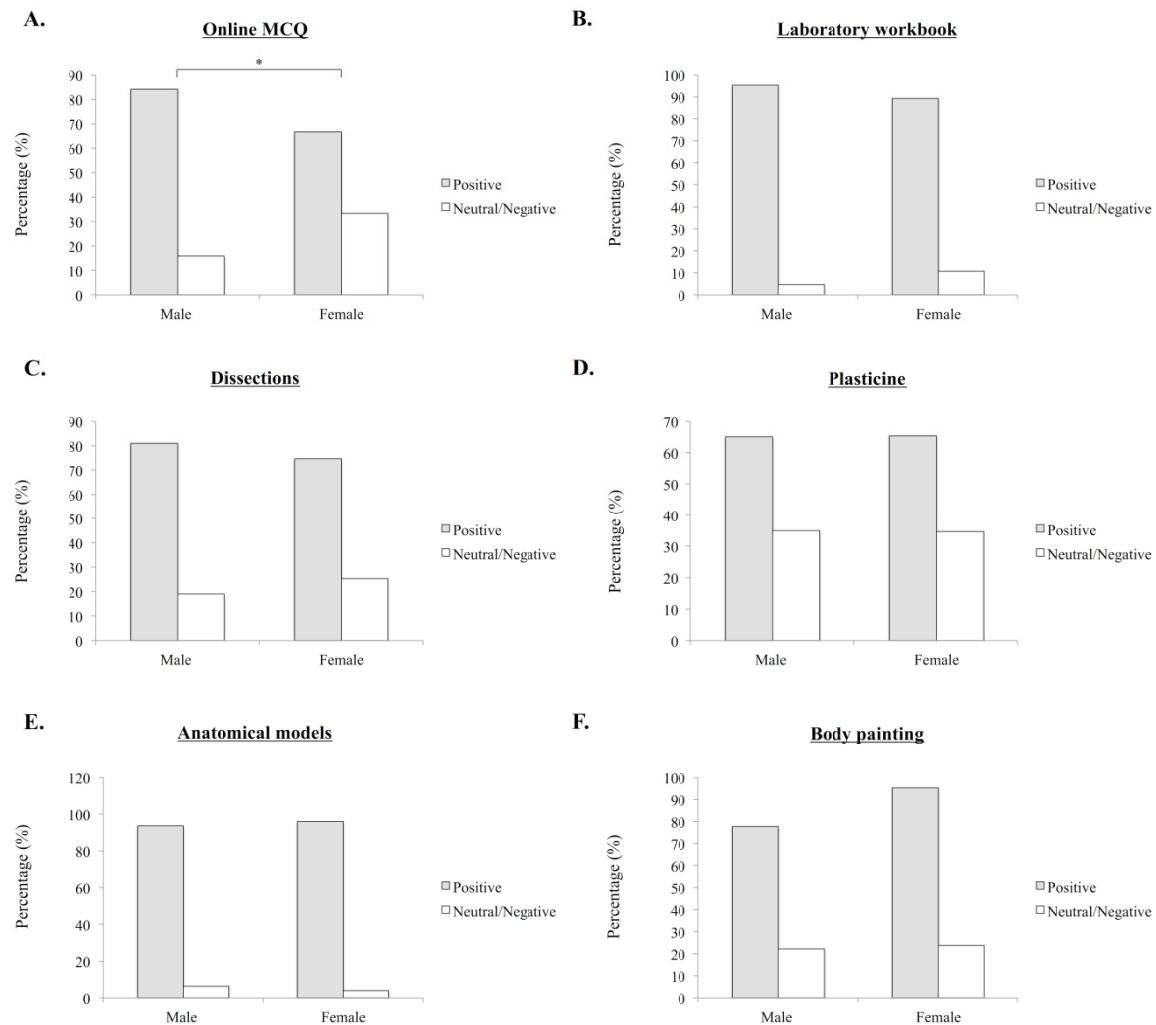 A.
Online MCQ
*
90
80
70
60
50
40
30
20
10
0
Percentage (%)
Male
Female
Positive
Neutral/Negative
B.
Laboratory workbook
100
90
80
70
60
50
40
30
20
10
0
Percentage (%)
Male
Female
Positive
Neutral/Negative
C.
Dissections
90
80
70
60
50
40
30
20
10
0
Percentage (%)
Male
Female
Positive
Neutral/Negative
D.
Plasticine
70
60
50
40
30
20
10
0
Percentage (%)
Male
Female
Positive
Neutral/Negative
E.
Anatomical models
120
100
80
60
40
20
0
Percentage (%)
Male
Female
Positive
Neutral/Negative
F.
Body painting
100
90
80
70
60
50
40
30
20
10
0
Percentage (%)
Male
Female
Positive
Neutral/Negative